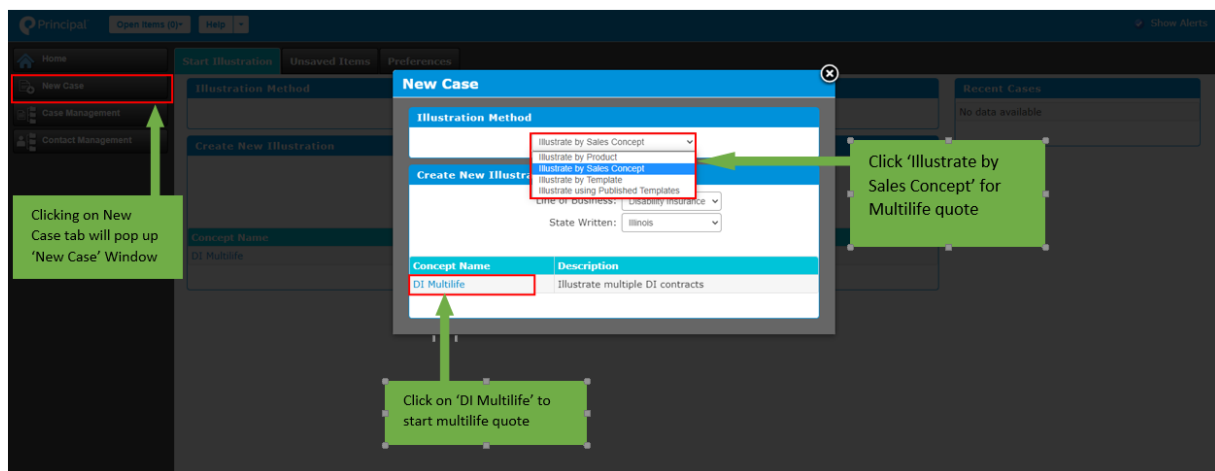 Principal
Open Items (0)
Help
Show Alerts
Home
New Case
Case Management
Contact Management
Start Illustration
Unsaved Items
Preferences
Illustration Method
Create New Illustration
Concept Name
DI Multilife
Recent Cases
No data available
New Case
Illustration Method
Illustrate by Sales Concept
Illustrate by Product
Illustrate by Sales Concept
Illustrate by Template
Illustrate using Published Templates
Create New Illustra
Line of Business: Disability Insurance
State Written: Illinois
Concept Name Description
DI Multilife Illustrate multiple DI contracts
Clicking on New
Case tab will pop up
‘New Case’ Window
Click ‘Illustrate by
Sales Concept’ for
Multilife quote
Click on ‘DI Multilife’ to
start multilife quote